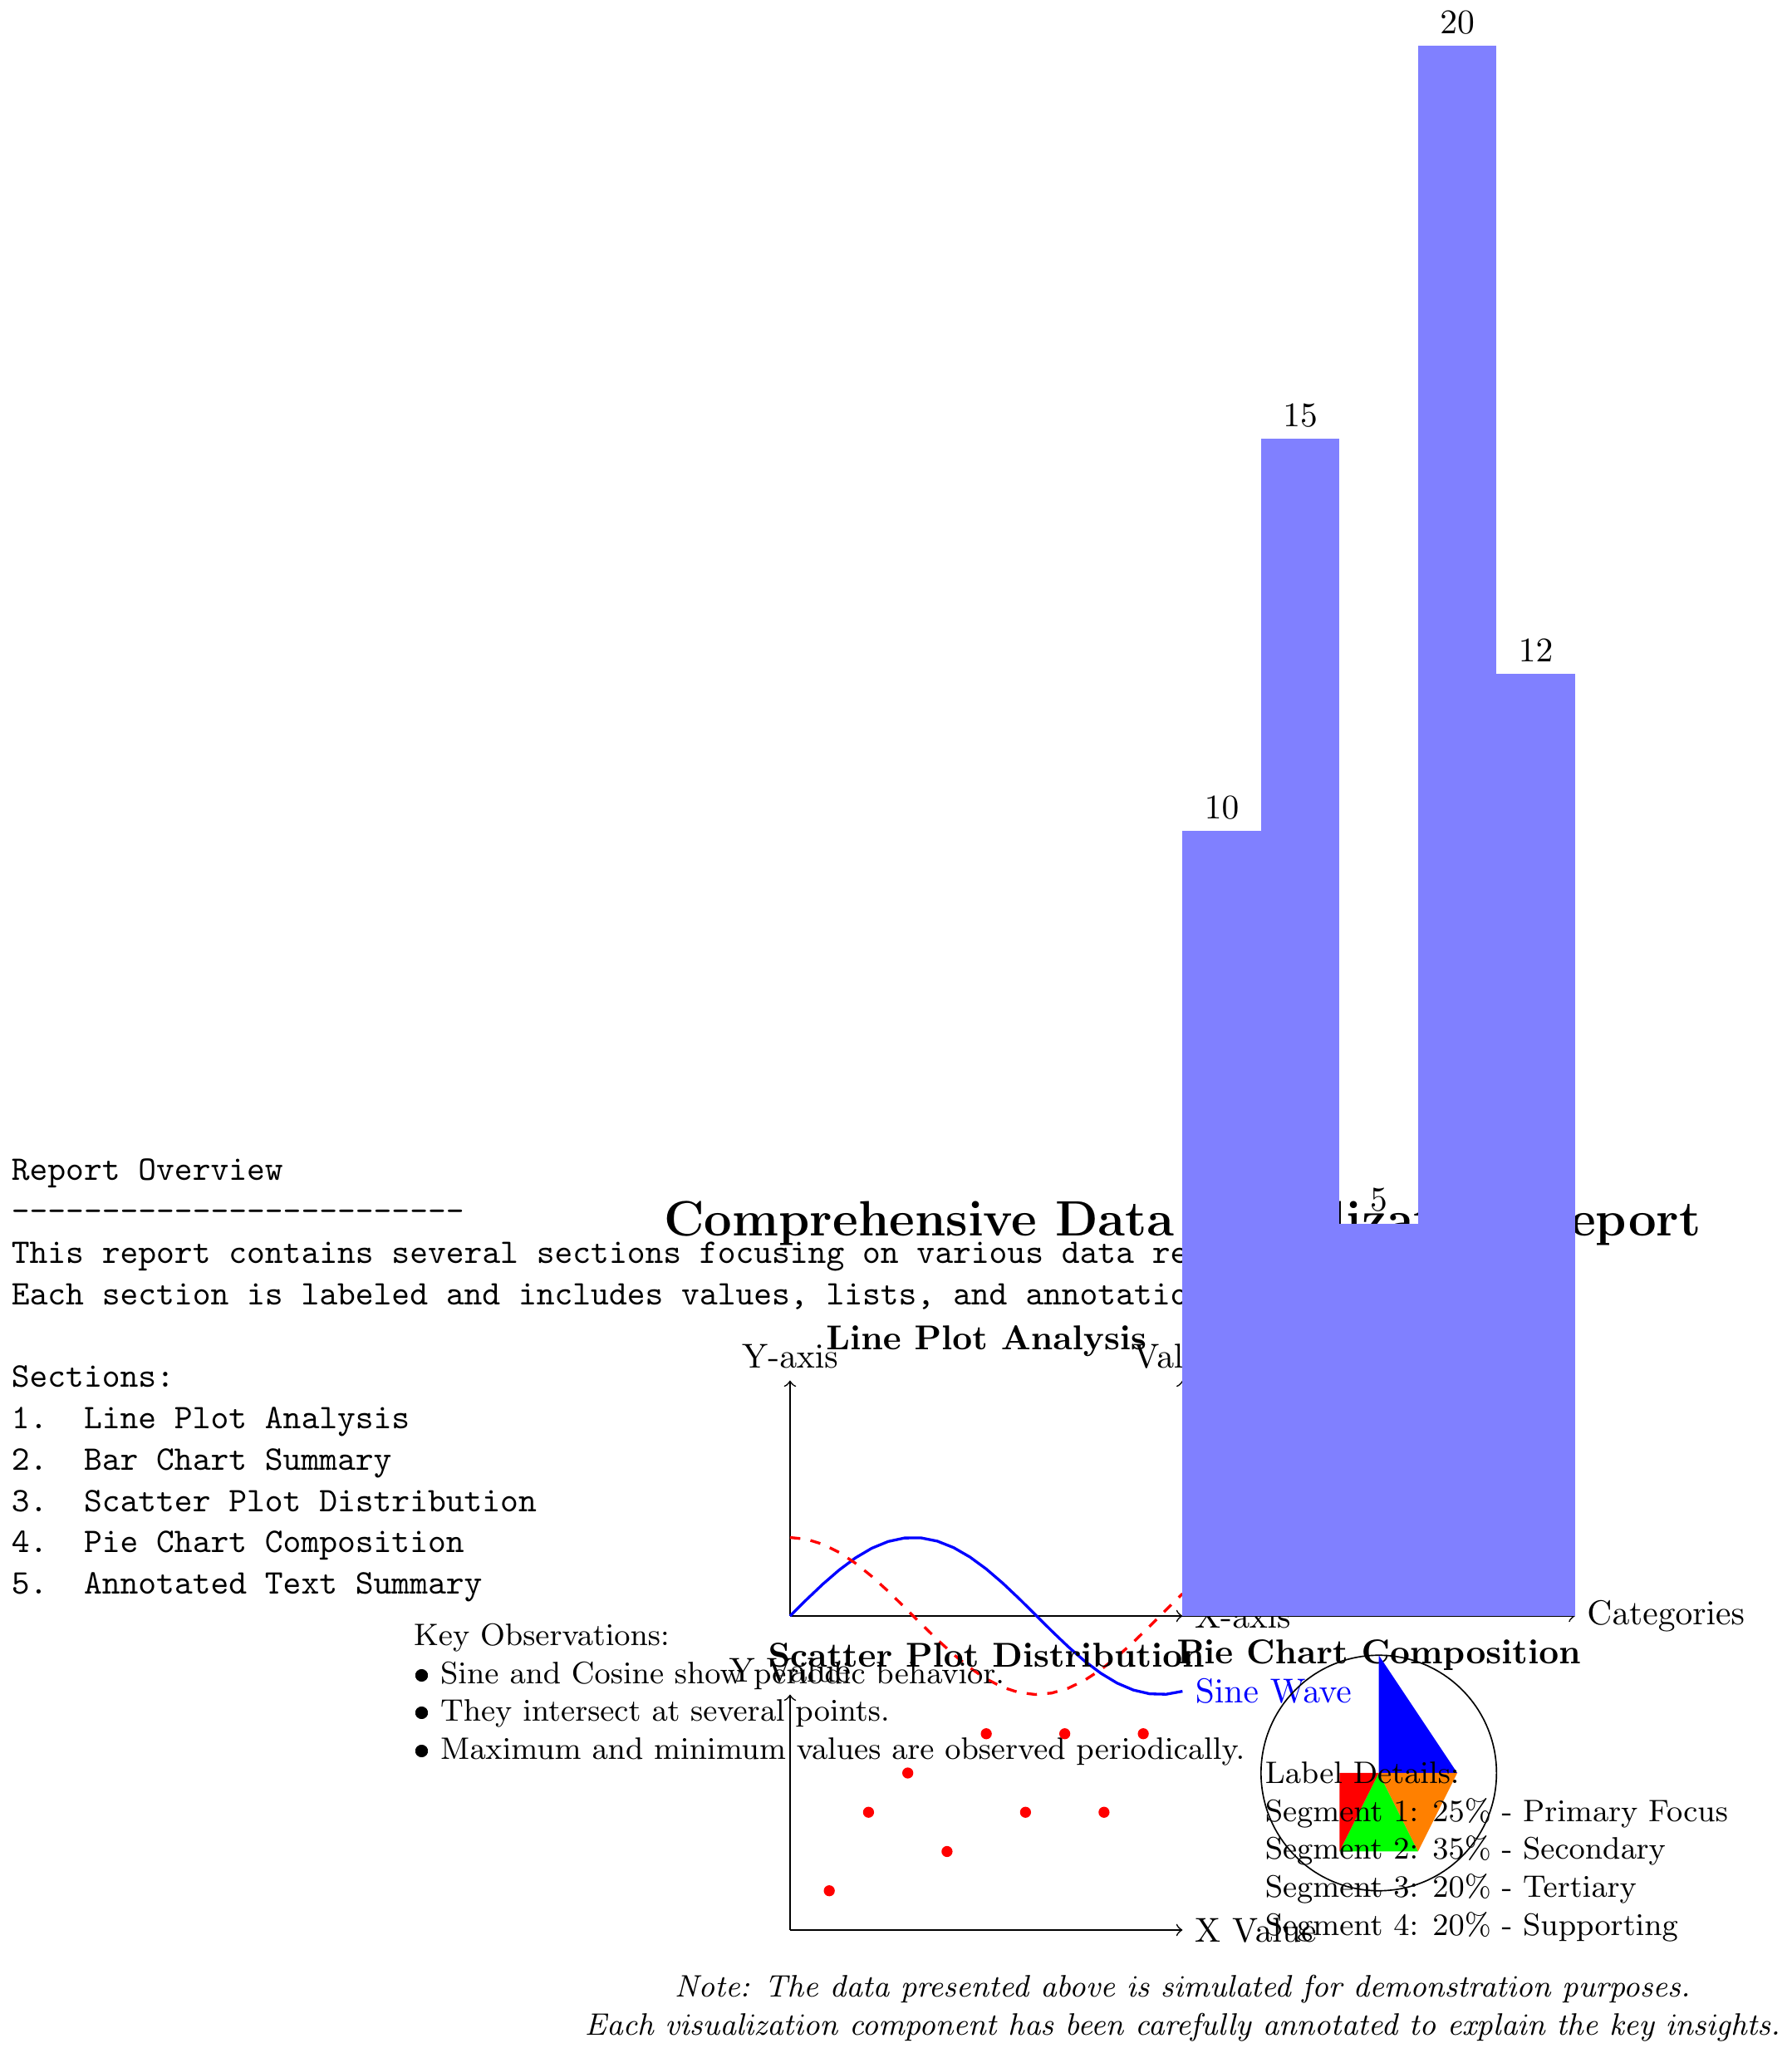 20
15
12
10
Report Overview
-------------------------
5
Comprehensive Data
eport
This report contains several sections focusing on various data
Each section is labeled and includes values, lists, and
Line Plot Analysis
Y-axis
Sections:
1. Line Plot Analysis
2. Bar Chart Summary
3. Scatter Plot Distribution
4. Pie Chart Composition
5. Annotated Text Summary
X-axis
Categories
Key Observations:
• Sine and Cosine show periodic behavior.
• They intersect at several points.
• Maximum and minimum values are observed periodically.
Scatter Plot Distribution
Y Value
Pie Chart Composition
Sine Wave
Label Details:
Segment 1: 25% - Primary Focus
Segment 2: 35% - Secondary
Segment 3: 20% - Tertiary
Segment 4: 20% - Supporting
X Value
Note: The data presented above is simulated for demonstration purposes.
Each visualization component has been carefully annotated to explain the key insights.